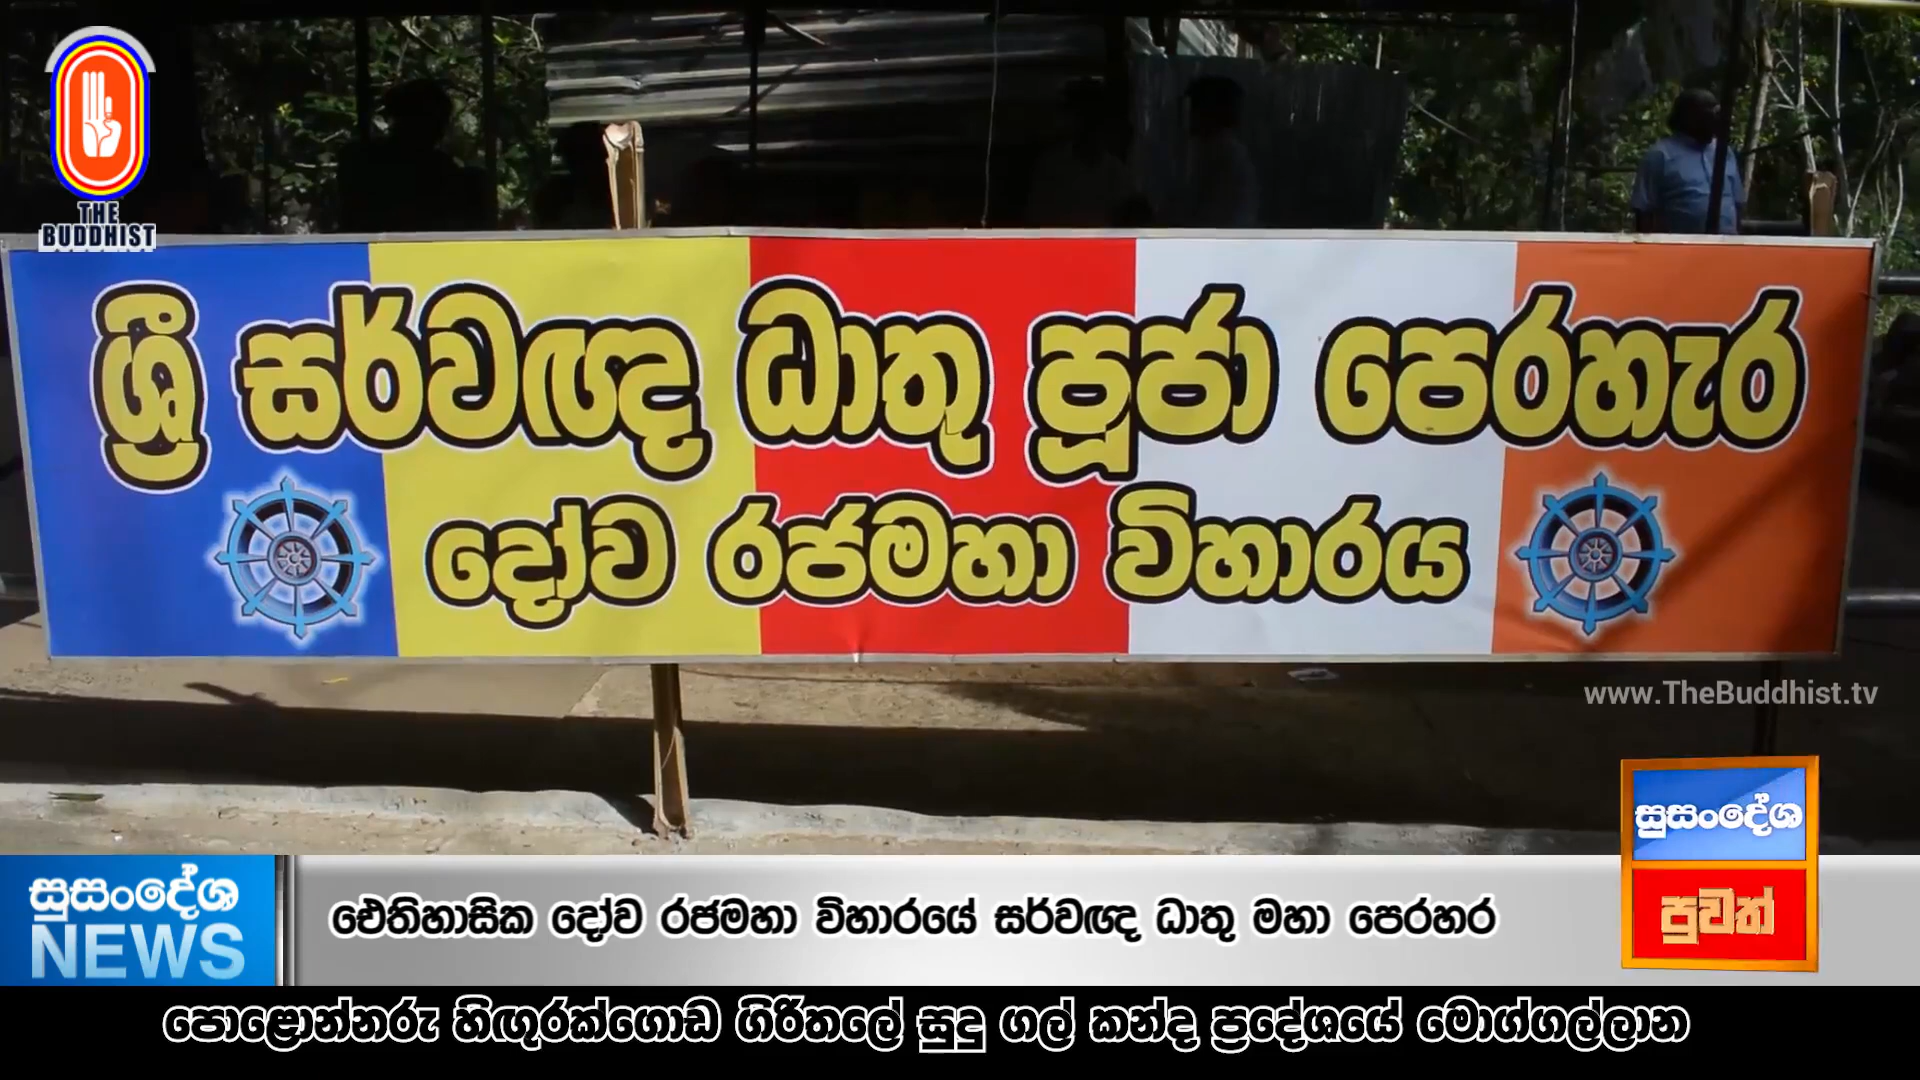 THE
BUDDHIST
ශ්‍රී සර්වඥ ධාතු පූජා පෙරහැර
දෝව රජමහා විහාරය
www.TheBuddhist.tv
සුසංදේශ
පුවත්
සුසංදේශ
NEWS
ඓතිහාසික දෝව රජමහා විහාරයේ සර්වඥ ධාතු මහා පෙරහර
පොළොන්නරු හිඟුරක්ගොඩ ගිරිතලේ සුදු ගල් කන්ද ප්‍රදේශයේ මොග්ගල්ලාන